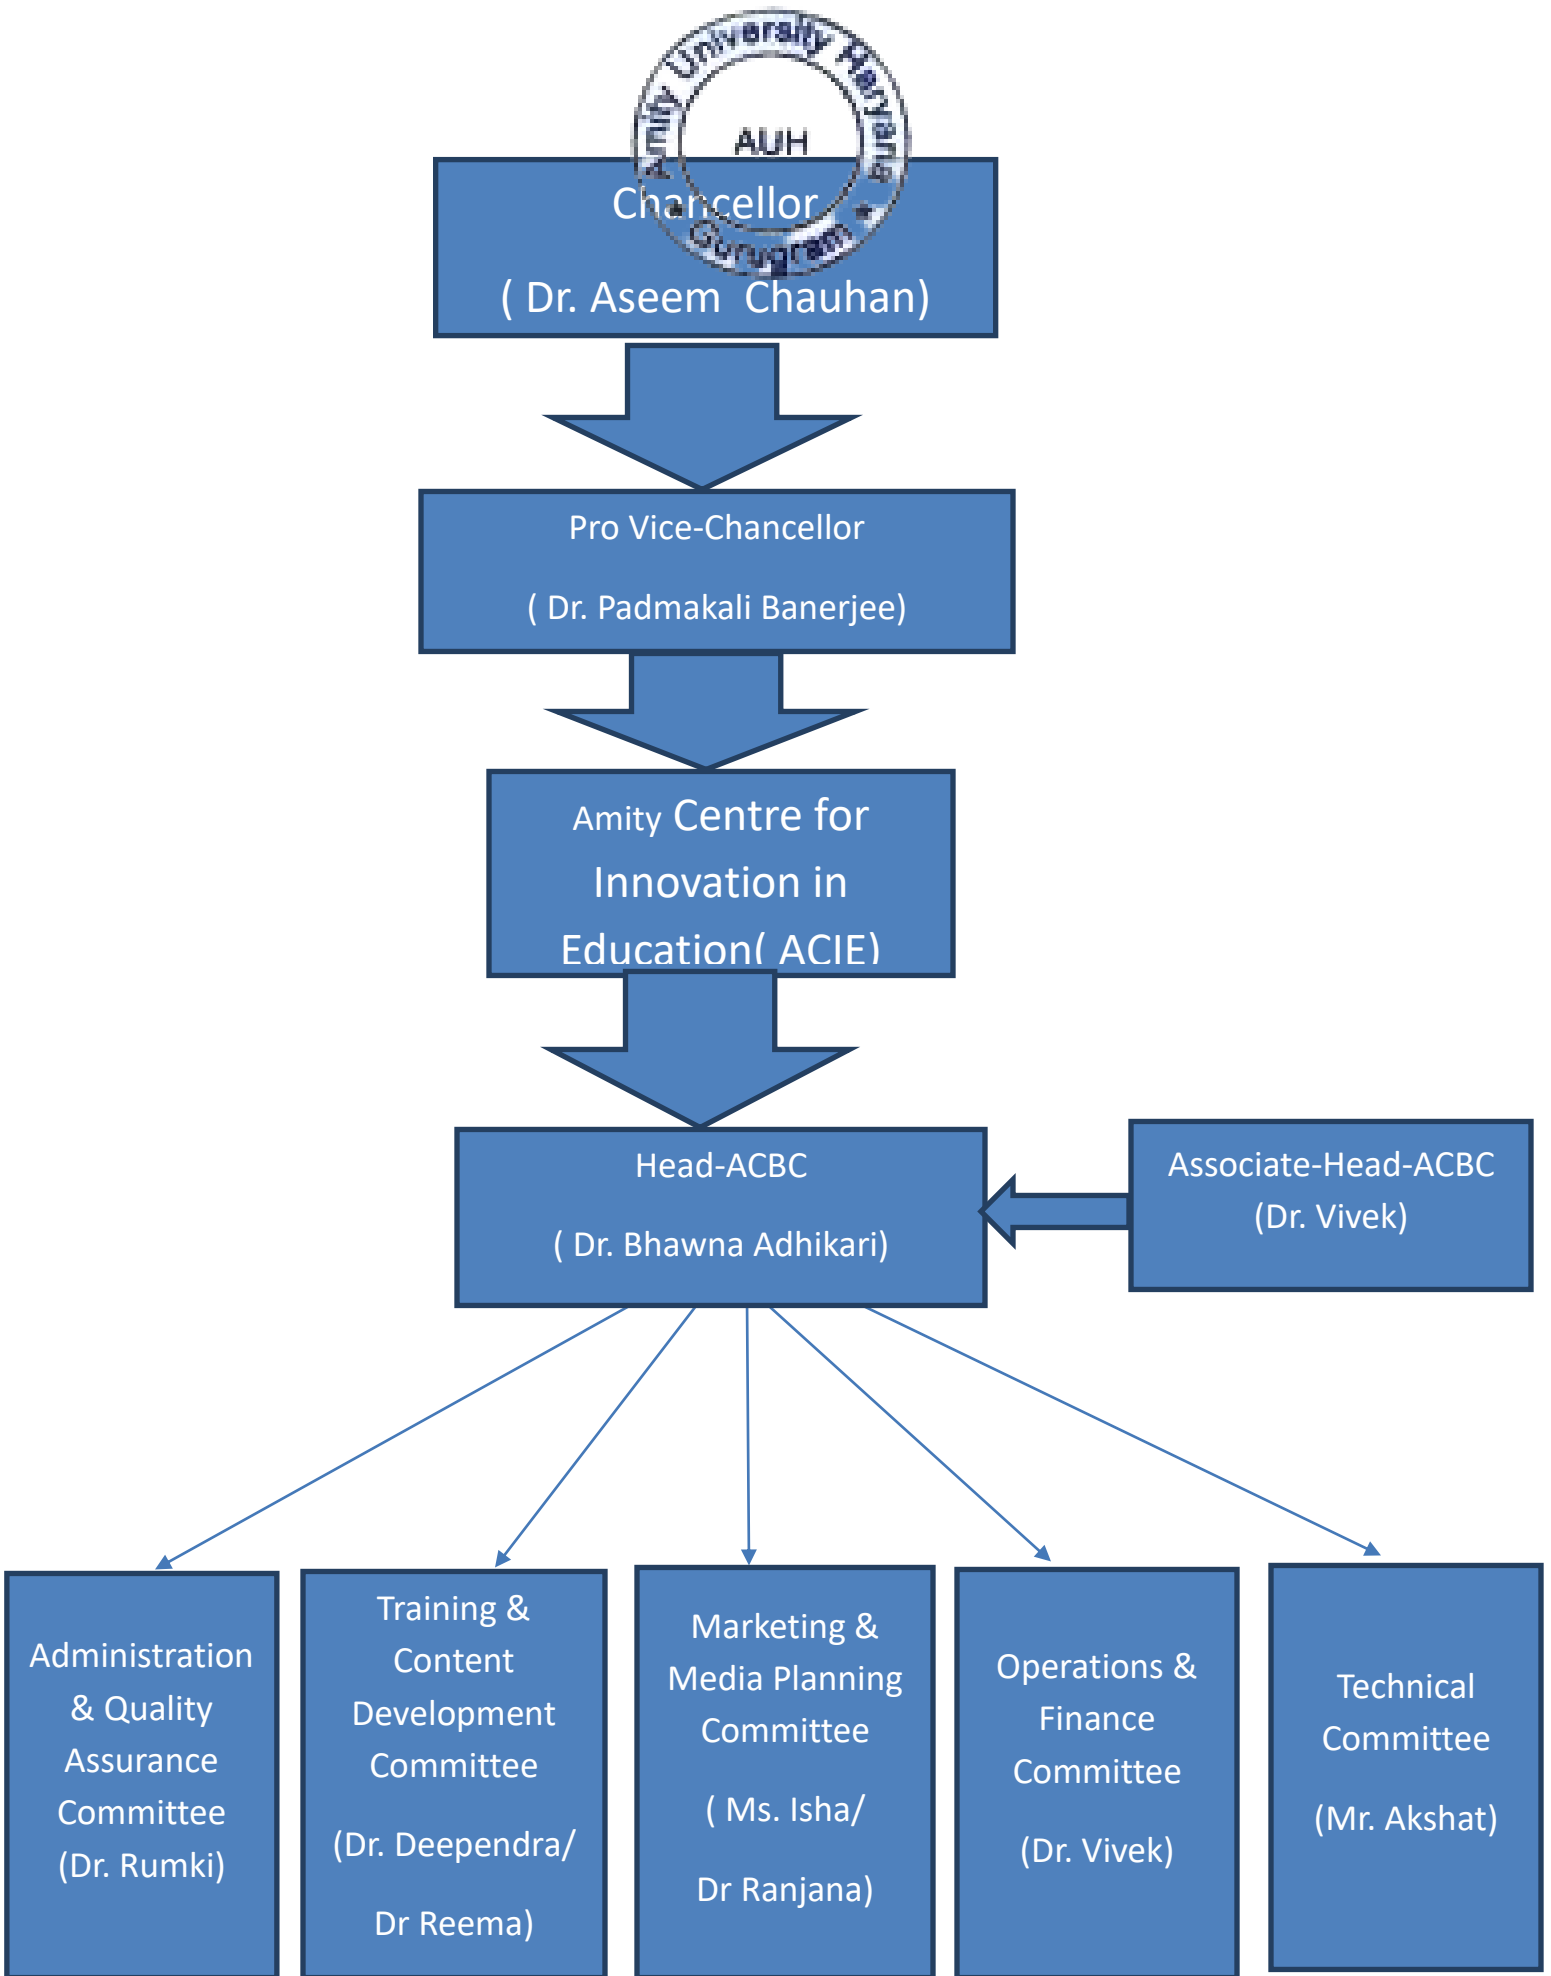 Amity University Haryana
AUH
★ Gurugram ★
Chancellor
( Dr. Aseem Chauhan)
Pro Vice-Chancellor
( Dr. Padmakali Banerjee)
Amity Centre for
Innovation in
Education( ACIE)
Head-ACBC
( Dr. Bhawna Adhikari)
Associate-Head-ACBC
(Dr. Vivek)
Administration
& Quality
Assurance
Committee
(Dr. Rumki)
Training &
Content
Development
Committee
(Dr. Deependra/
Dr Reema)
Marketing &
Media Planning
Committee
( Ms. Isha/
Dr Ranjana)
Operations &
Finance
Committee
(Dr. Vivek)
Technical
Committee
(Mr. Akshat)